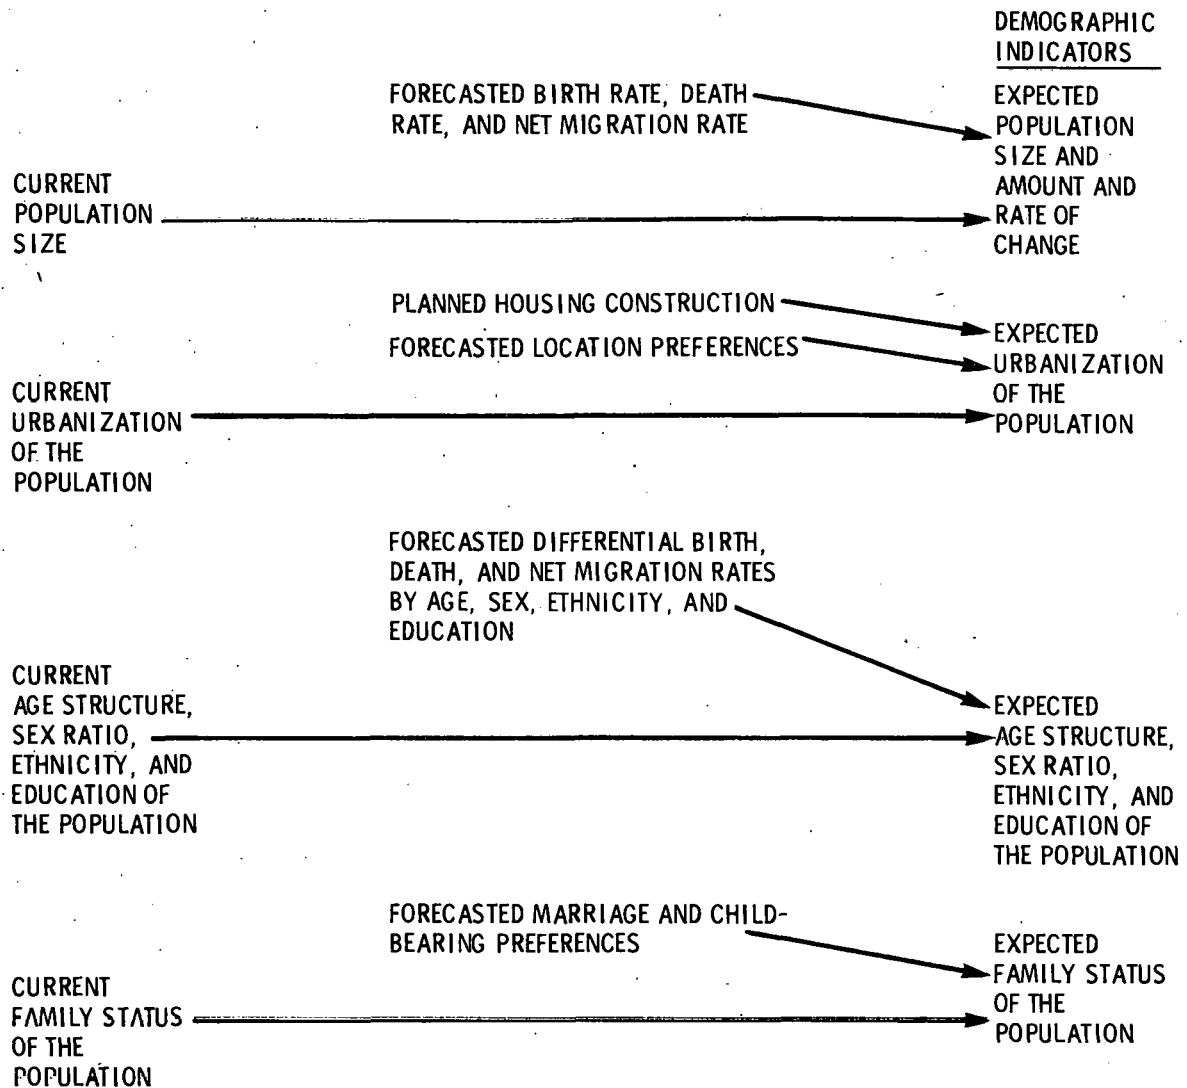 DEMOGRAPHIC
INDICATORS
FORECASTED BIRTH RATE, DEATH
RATE, AND NET MIGRATION RATE
EXPECTED
POPULATION
SIZE AND
AMOUNT AND
RATE OF
CHANGE
CURRENT
POPULATION
SIZE
PLANNED HOUSING CONSTRUCTION
FORECASTED LOCATION PREFERENCES
EXPECTED
URBANIZATION
OF THE
POPULATION
CURRENT
URBANIZATION
OF THE
POPULATION
FORECASTED DIFFERENTIAL BIRTH,
DEATH, AND NET MIGRATION RATES
BY AGE, SEX, ETHNICITY, AND
EDUCATION
CURRENT
AGE STRUCTURE,
SEX RATIO,
ETHNICITY, AND
EDUCATION OF
THE POPULATION
EXPECTED
AGE STRUCTURE,
SEX RATIO,
ETHNICITY, AND
EDUCATION OF
THE POPULATION
FORECASTED MARRIAGE AND CHILD-
BEARING PREFERENCES
EXPECTED
FAMILY STATUS
OF THE
POPULATION
CURRENT
FAMILY STATUS
OF THE
POPULATION